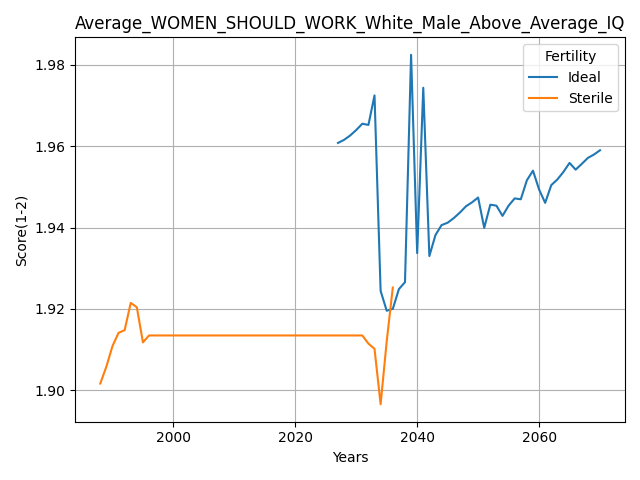 Average_WOMEN_SHOULD_WORK_White_Male_Above_Average_IQ
Fertility
Ideal
Sterile
Score(1-2)
1.98
1.96
1.94
1.92
1.90
2000
2020
2040
2060
Years